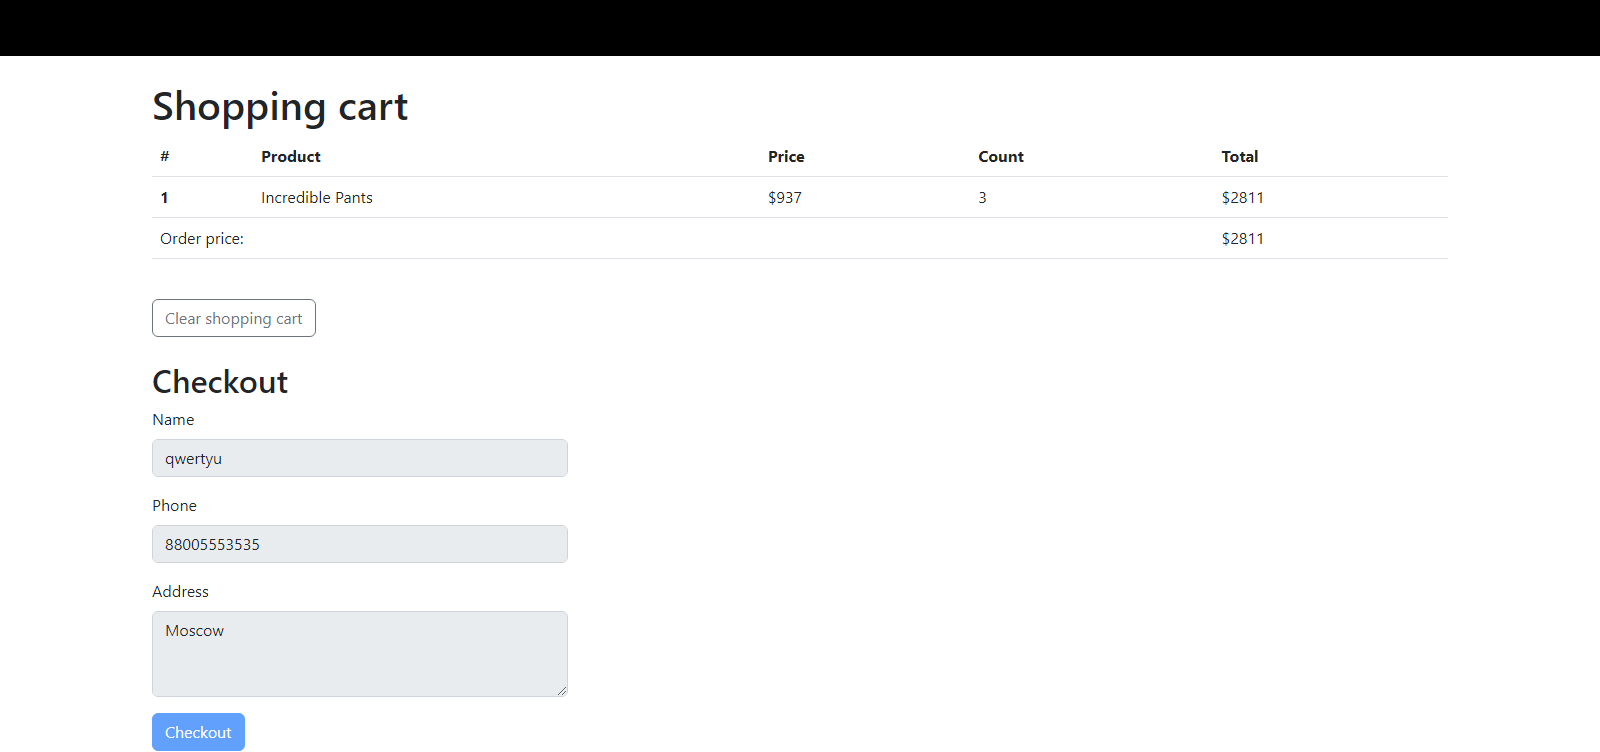 Shopping cart
# Product Price Count Total
1 Incredible Pants $937 3 $2811
Order price: $2811
Clear shopping cart
Checkout
Name
qwertyu
Phone
88005553535
Address
Moscow
Checkout